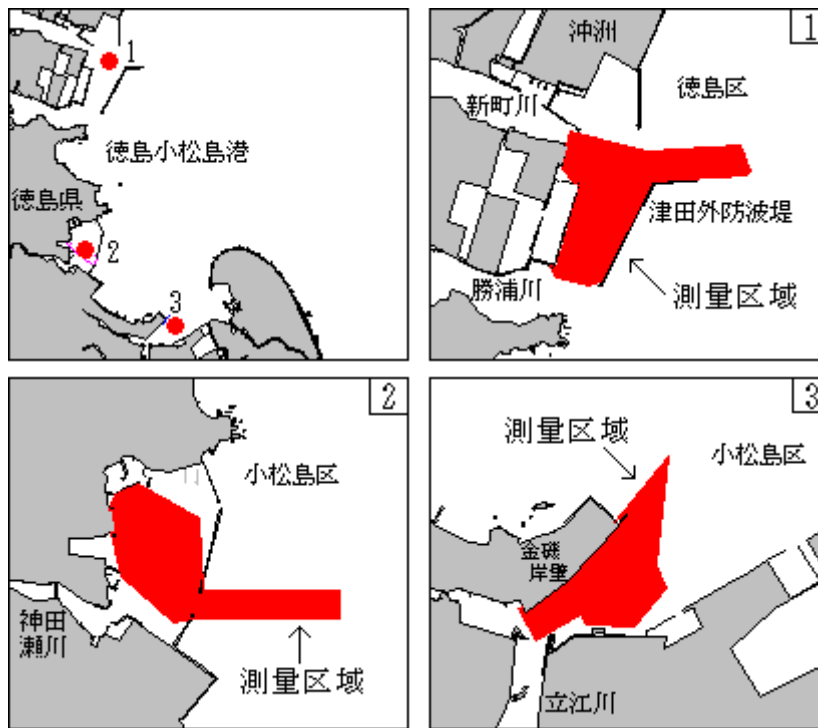 1
徳島小松島港
徳島県
2
3
1
沖洲
徳島区
新町川
津田外防波堤
勝浦川
測量区域
2
小松島区
神田
瀬川
測量区域
3
測量区域
小松島区
金磯
岸壁
立江川